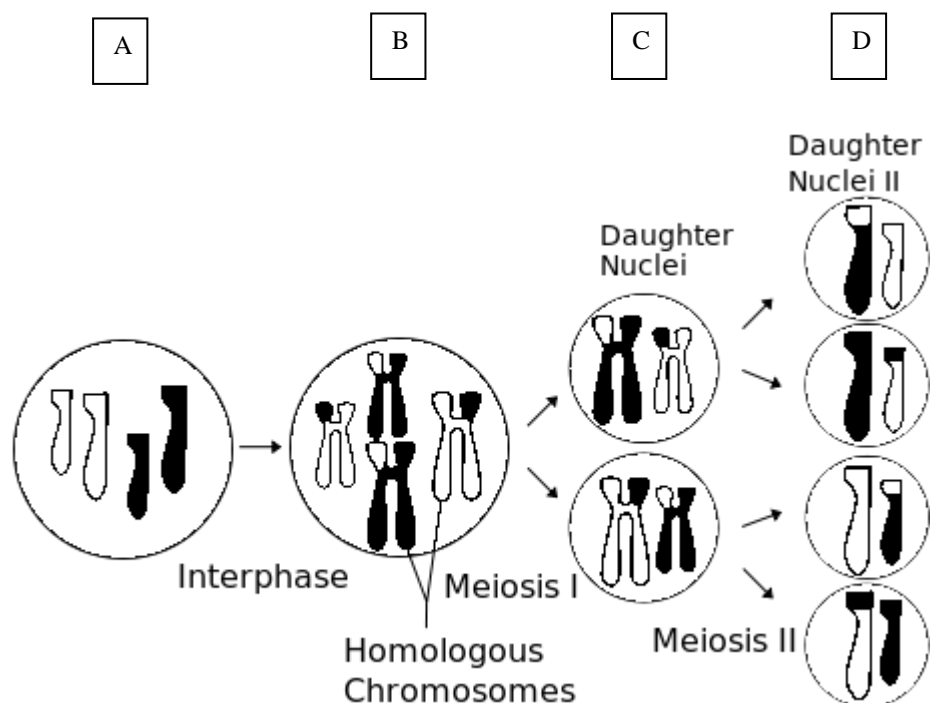 A
B
C
D
Daughter
Nuclei II
Daughter
Nuclei
Interphase
Meiosis I
Homologous
Chromosomes
Meiosis II